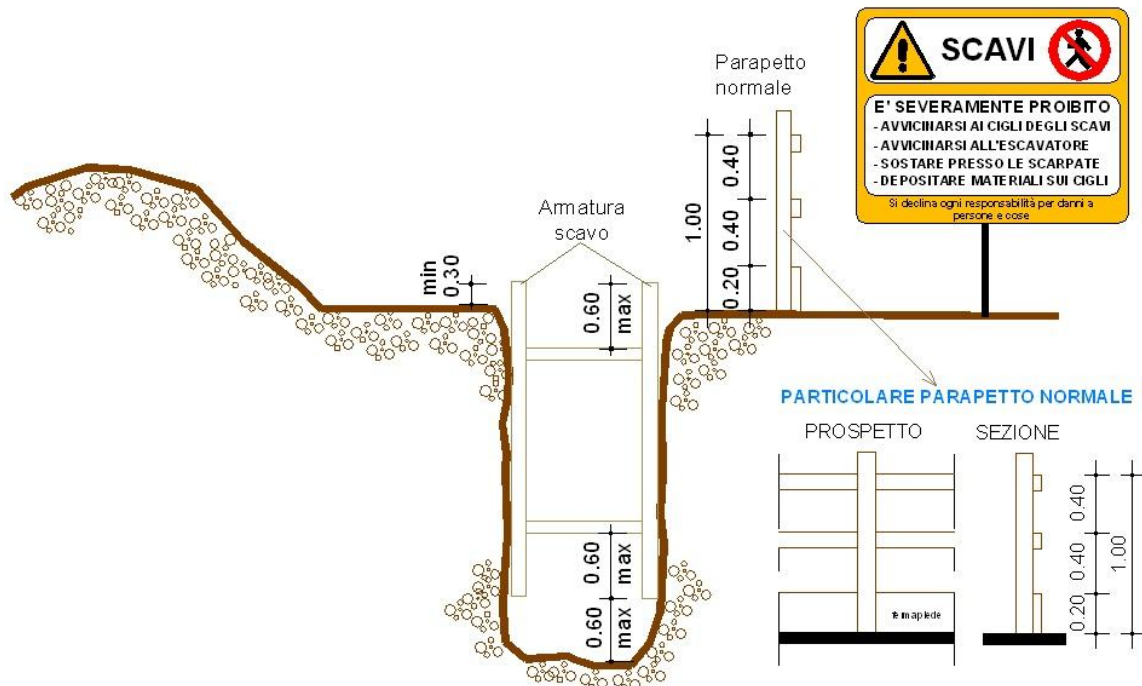 SCAVI
E' SEVERAMENTE PROIBITO
- AVVICINARSI AI CIGLI DEGLI SCAVI
- AVVICINARSI ALL'ESCAVATORE
- SOSTARE PRESSO LE SCARPATE
- DEPOSITARE MATERIALI SUI CIGLI
Si declina ogni responsabilità per danni a
persone e cose
Parapetto
normale
1.00
0.40
0.40
0.20
Armatura
scavo
min
0.30
0.60
max
0.60
max
0.60
max
PARTICOLARE PARAPETTO NORMALE
PROSPETTO
SEZIONE
fermapiede
0.40
0.40
0.20
1.00